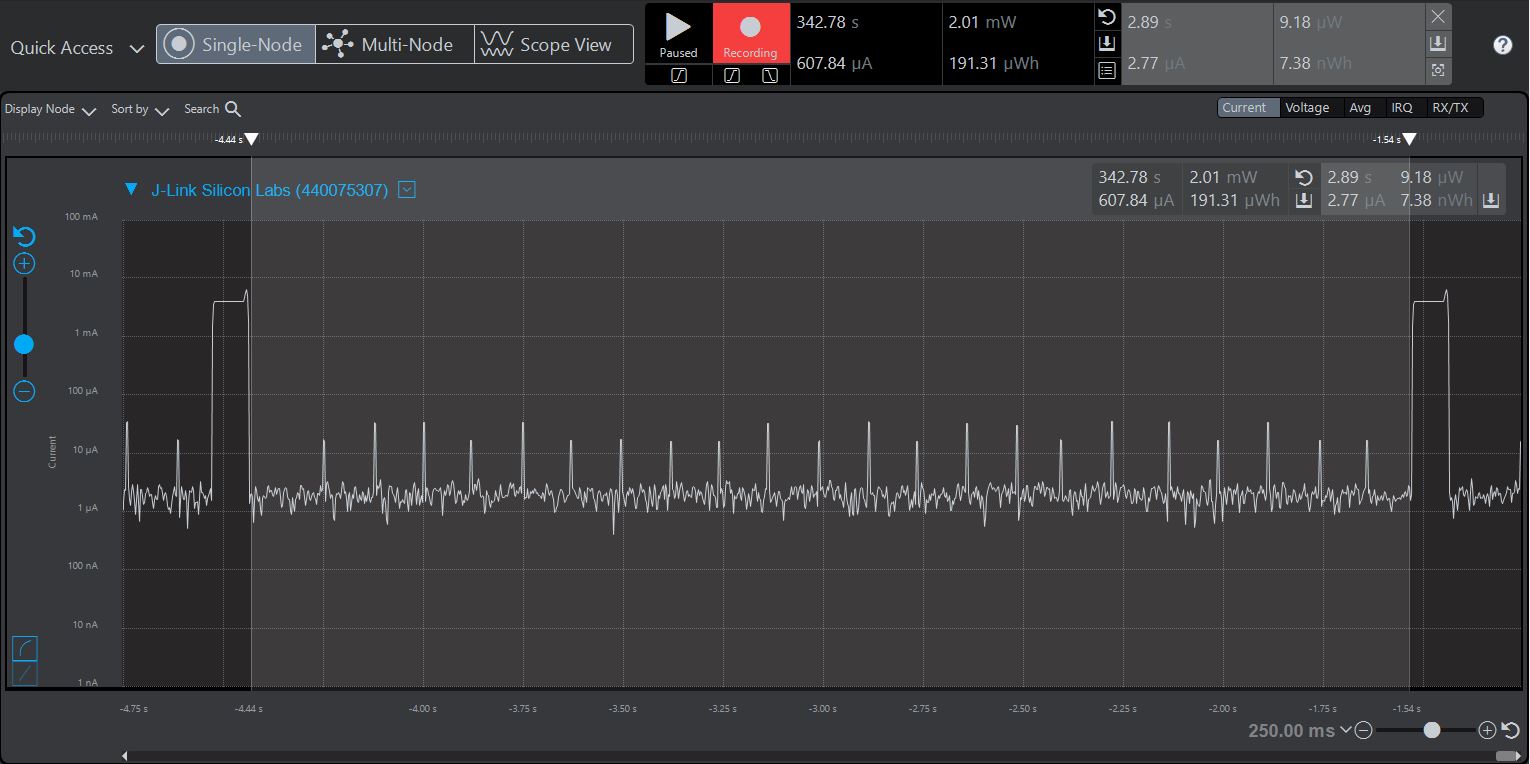 Quick Access
Single-Node
Multi-Node
Scope View
Paused
Recording
342.78 s
2.01 mW
607.84 µA
191.31 µWh
2.89 s
9.18 µW
2.77 µA
7.38 nWh
Display Node
Sort by
Search
Current
Voltage
Avg
IRQ
RX/TX
-4.44 s
-1.54 s
J-Link Silicon Labs (440075307)
342.78 s
2.01 mW
2.89 s
9.18 µW
607.84 µA
191.31 µWh
2.77 µA
7.38 nWh
100 mA
10 mA
1 mA
100 µA
10 µA
1 µA
100 nA
10 nA
1 nA
Current
-4.75 s
-4.44 s
-4.00 s
-3.75 s
-3.50 s
-3.25 s
-3.00 s
-2.75 s
-2.50 s
-2.25 s
-2.00 s
-1.75 s
-1.54 s
250.00 ms